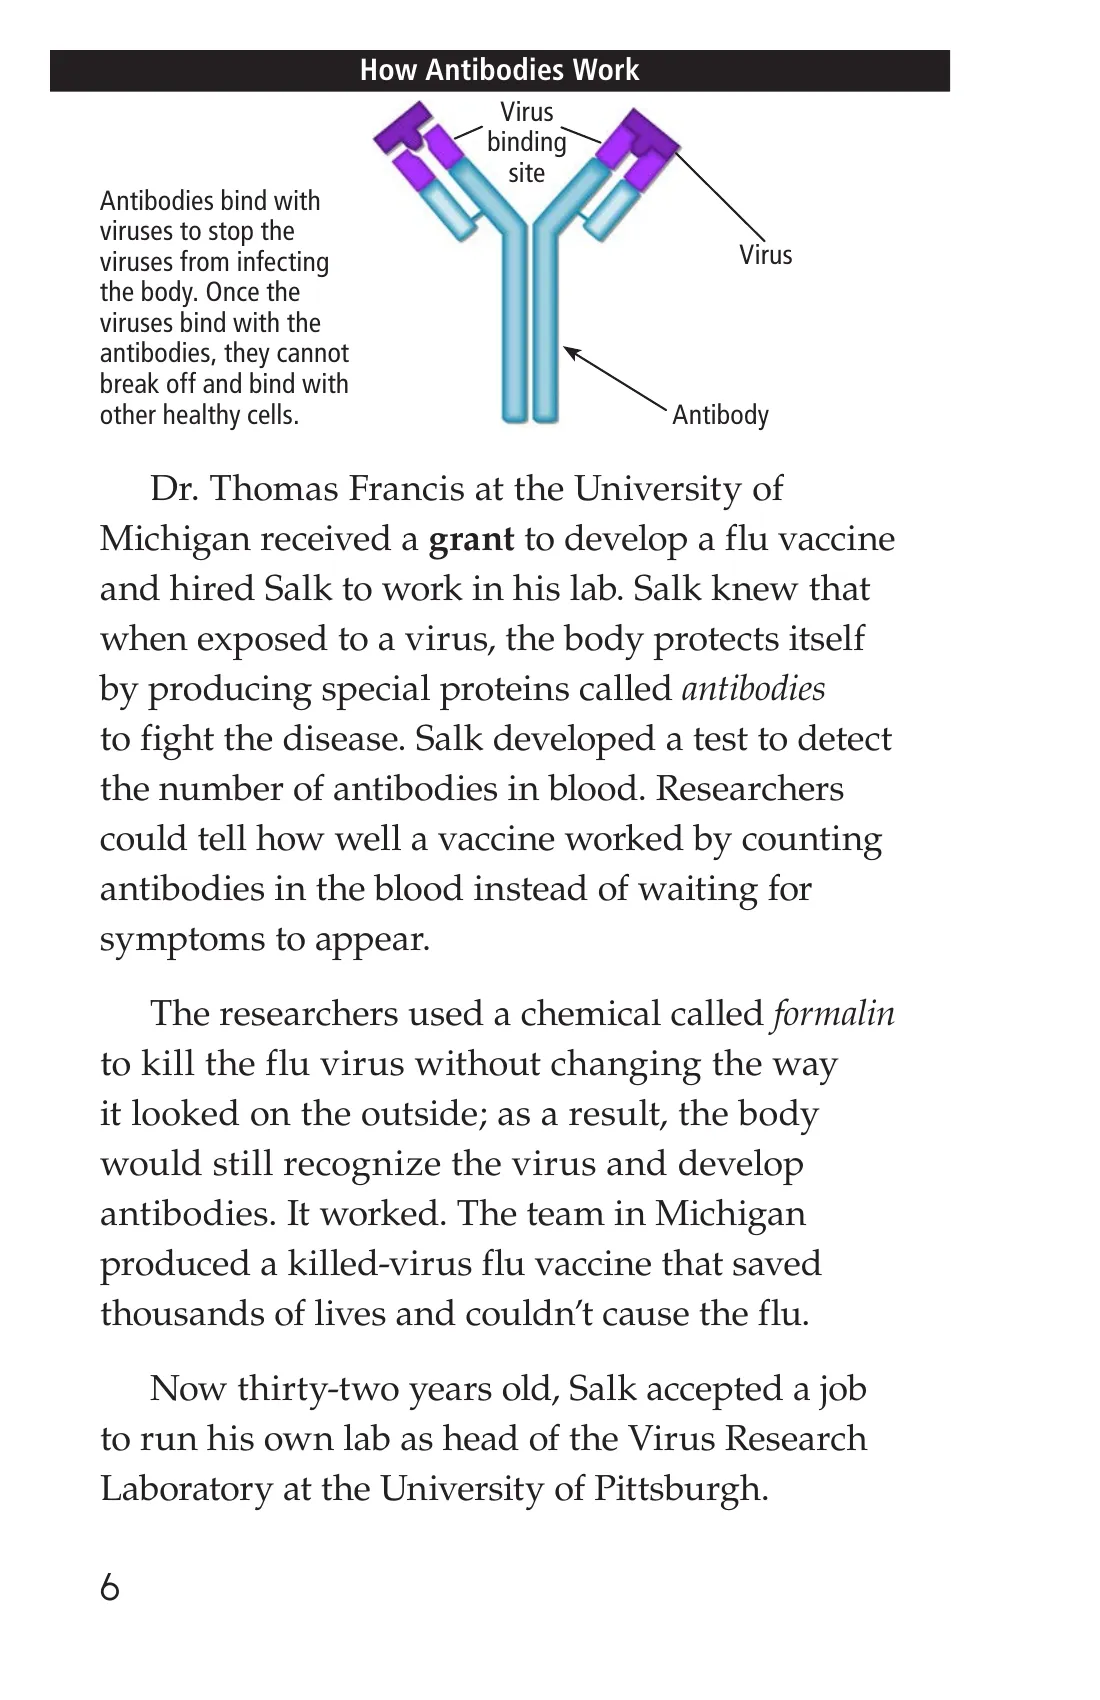 How Antibodies Work
Virus
binding
site
Antibodies bind with
viruses to stop the
viruses from infecting
the body. Once the
viruses bind with the
antibodies, they cannot
break off and bind with
other healthy cells.
Virus
Antibody
Dr. Thomas Francis at the University of
Michigan received a grant to develop a flu vaccine
and hired Salk to work in his lab. Salk knew that
when exposed to a virus, the body protects itself
by producing special proteins called antibodies
to fight the disease. Salk developed a test to detect
the number of antibodies in blood. Researchers
could tell how well a vaccine worked by counting
antibodies in the blood instead of waiting for
symptoms to appear.
The researchers used a chemical called formalin
to kill the flu virus without changing the way
it looked on the outside; as a result, the body
would still recognize the virus and develop
antibodies. It worked. The team in Michigan
produced a killed-virus flu vaccine that saved
thousands of lives and couldn’t cause the flu.
Now thirty-two years old, Salk accepted a job
to run his own lab as head of the Virus Research
Laboratory at the University of Pittsburgh.
6